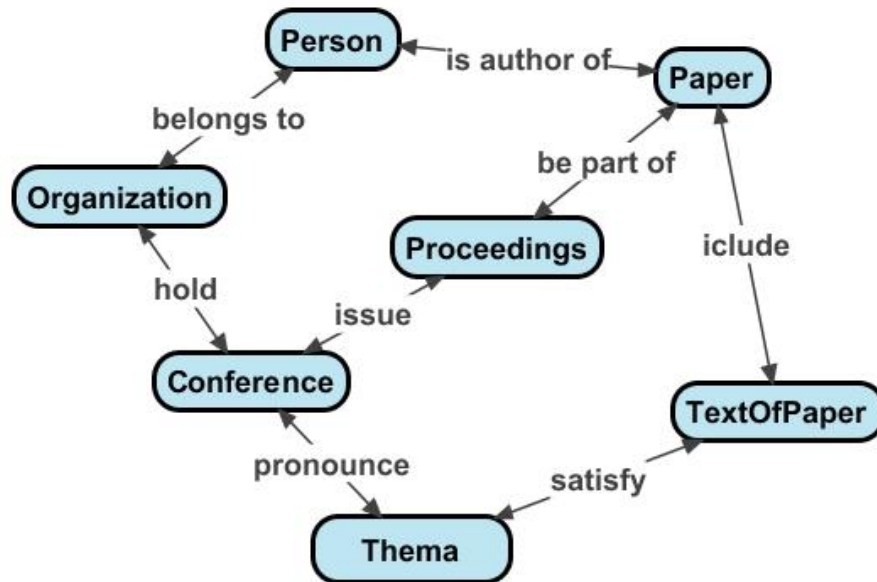 Person
is author of
Paper
belongs to
be part of
Organization
Proceedings
iclude
hold
issue
Conference
TextOfPaper
pronounce
satisfy
Thema